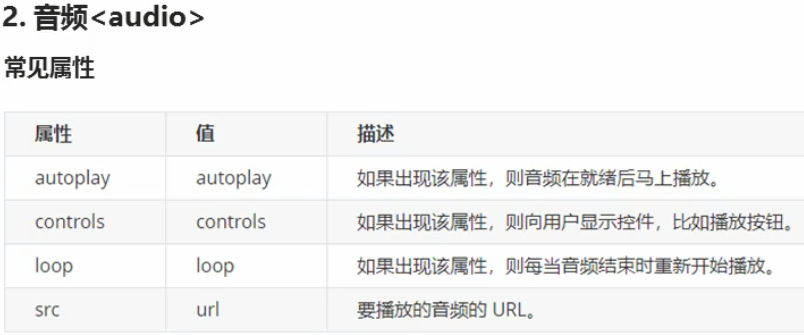 2. 音频<audio>
常见属性
属性 值 描述
autoplay autoplay 如果出现该属性，则音频在就绪后马上播放。
controls controls 如果出现该属性，则向用户显示控件，比如播放按钮。
loop loop 如果出现该属性，则每当音频结束时重新开始播放。
src url 要播放的音频的 URL。